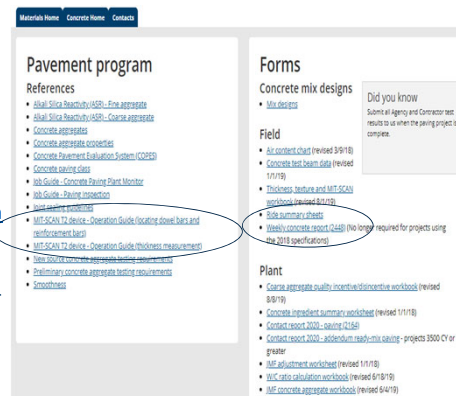 Materials Home Concrete Home Contacts
Pavement program
References
Alkali Silica Reactivity (ASR) - Fine aggregate
Alkali Silica Reactivity (ASR) - Coarse aggregate
Concrete aggregates
Concrete aggregate properties
Concrete Pavement Evaluation System (COPES)
Concrete paving class
Job Guide - Concrete Paving Plant Monitor
Job Guide - Paving Inspection
Joint sealing guidelines
MIT-SCAN T2 device - Operation Guide (locating dowel bars and
reinforcement bars)
MIT-SCAN T2 device - Operation Guide (thickness measurement)
New source concrete aggregate testing requirements
Preliminary concrete aggregate testing requirements
Smoothness
Forms
Concrete mix designs
Mix designs
Field
Air content chart (revised 3/9/18)
Concrete test beam data (revised
1/1/19)
Thickness, texture and MIT-SCAN
workbook (revised 8/1/19)
Ride summary sheets
Weekly concrete report (2448) (No longer required for projects using
the 2018 specifications)
Plant
Coarse aggregate quality incentive/disincentive workbook (revised
8/8/19)
Concrete ingredient summary worksheet (revised 1/1/18)
Contact report 2020 - paving (2164)
Contact report 2020 - addendum ready-mix paving - projects 3500 CY or
greater
JMF adjustment worksheet (revised 1/1/18)
W/C ratio calculation workbook (revised 6/18/19)
JMF concrete aggregate workbook (revised 6/4/19)
Did you know
Submit all Agency and Contractor test
results to us when the paving project is
complete.